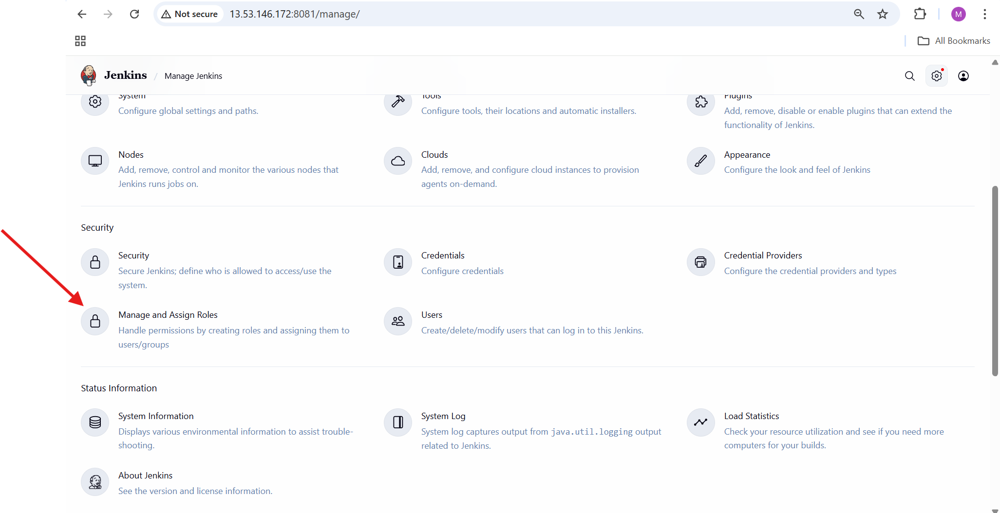 Not secure 13.53.146.172:8081/manage/ M
All Bookmarks
Jenkins / Manage Jenkins
System
Configure global settings and paths.
Tools
Configure tools, their locations and automatic installers.
Plugins
Add, remove, disable or enable plugins that can extend the
functionality of Jenkins.
Nodes
Add, remove, control and monitor the various nodes that
Jenkins runs jobs on.
Clouds
Add, remove, and configure cloud instances to provision
agents on-demand.
Appearance
Configure the look and feel of Jenkins
Security
Security
Secure Jenkins; define who is allowed to access/use the
system.
Credentials
Configure credentials
Credential Providers
Configure the credential providers and types
Manage and Assign Roles
Handle permissions by creating roles and assigning them to
users/groups
Users
Create/delete/modify users that can log in to this Jenkins.
Status Information
System Information
Displays various environmental information to assist trouble-
shooting.
System Log
System log captures output from java.util.logging output
related to Jenkins.
Load Statistics
Check your resource utilization and see if you need more
computers for your builds.
About Jenkins
See the version and license information.